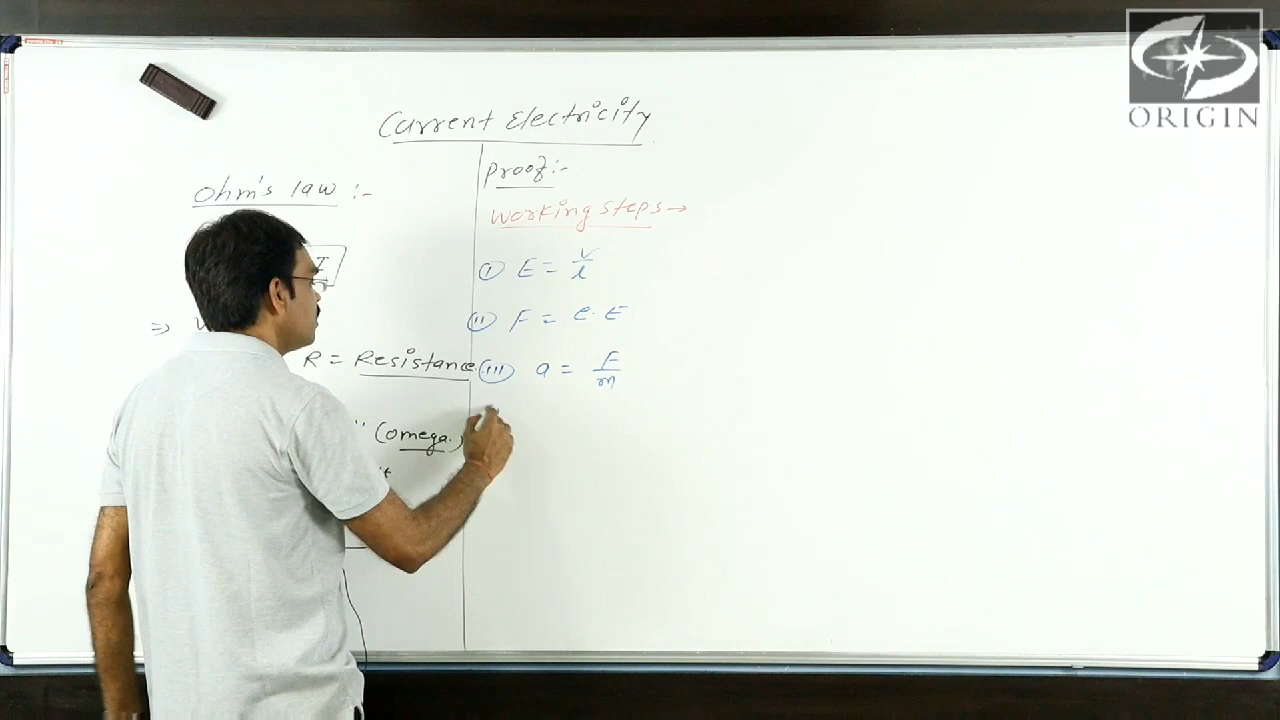 ORIGIN
Current Electricity
Ohm's law :-
I
⇒ V
R = Resistance
(omega.)
Proof :-
Working steps →
(i) E = V/l
(ii) F = e. E
(iii) a = F/m